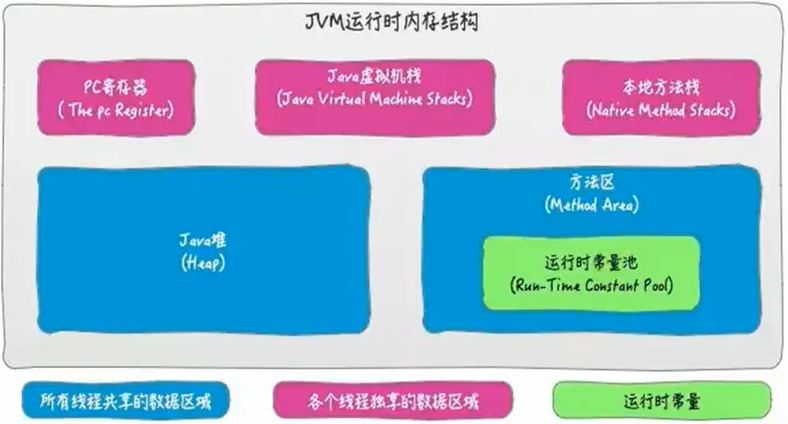 JVM运行时内存结构
PC寄存器
( The pc Register)
Java虚拟机栈
(Java Virtual Machine Stacks)
本地方法栈
(Native Method Stacks)
Java堆
(Heap)
方法区
(Method Area)
运行时常量池
(Run-Time Constant Pool)
所有线程共享的数据区域
各个线程独享的数据区域
运行时常量